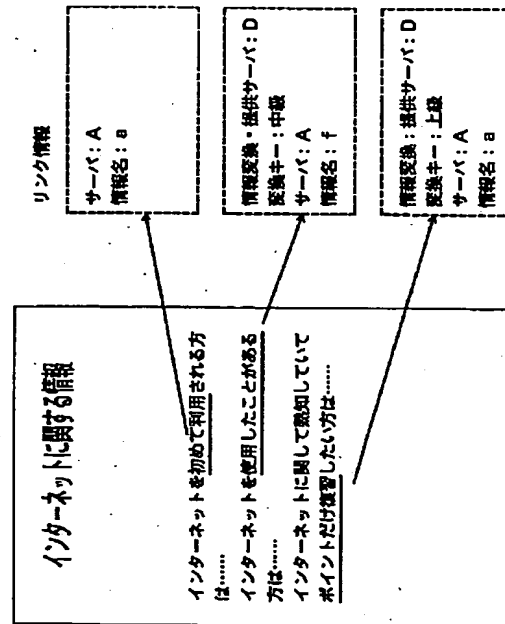 インターネットに関する情報
インターネットを初めて利用される方
は……
インターネットを使用したことがある
方は……
インターネットに関して熟知していて
ポイントだけ復習したい方は……
リンク情報
サーバ：A
情報名：a
情報変換・提供サーバ：D
変換キー：中級
サーバ：A
情報名：f
情報変換：提供サーバ：D
変換キー：上級
サーバ：A
情報名：a